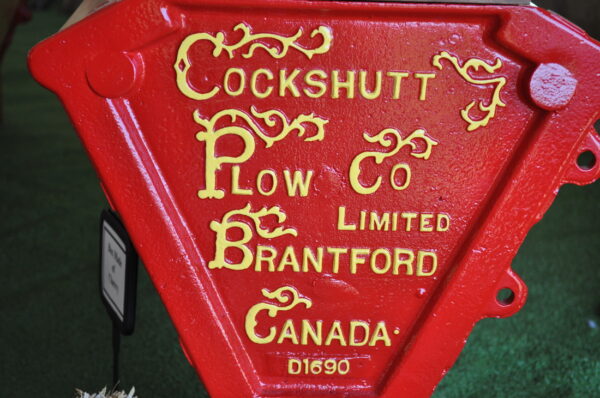 COCKSHUTT
PLOW CO
LIMITED
BRANTFORD
CANADA.
D1690